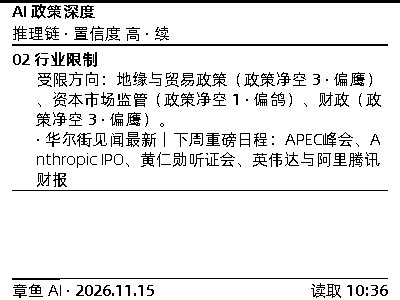 AI 政策深度
推理链 · 置信度 高 · 续
02 行业限制
受限方向：地缘与贸易政策（政策净空 3 · 偏鹰）
、资本市场监管（政策净空 1 · 偏鸽）、财政（政
策净空 3 · 偏鹰）。
· 华尔街见闻最新｜下周重磅日程：APEC峰会、A
nthropic IPO、黄仁勋听证会、英伟达与阿里腾讯
财报
章鱼 AI · 2026.11.15
读取 10:36